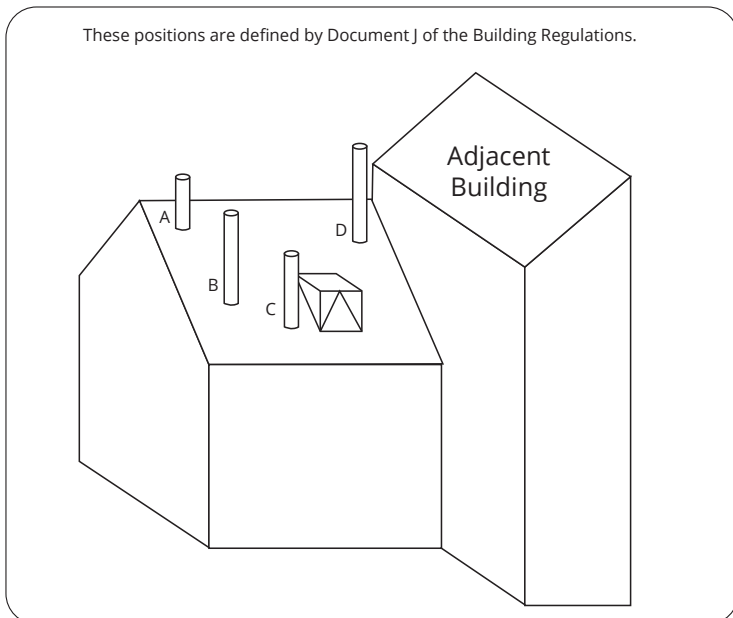 These positions are defined by Document J of the Building Regulations.
Adjacent
Building
A
D
B
C